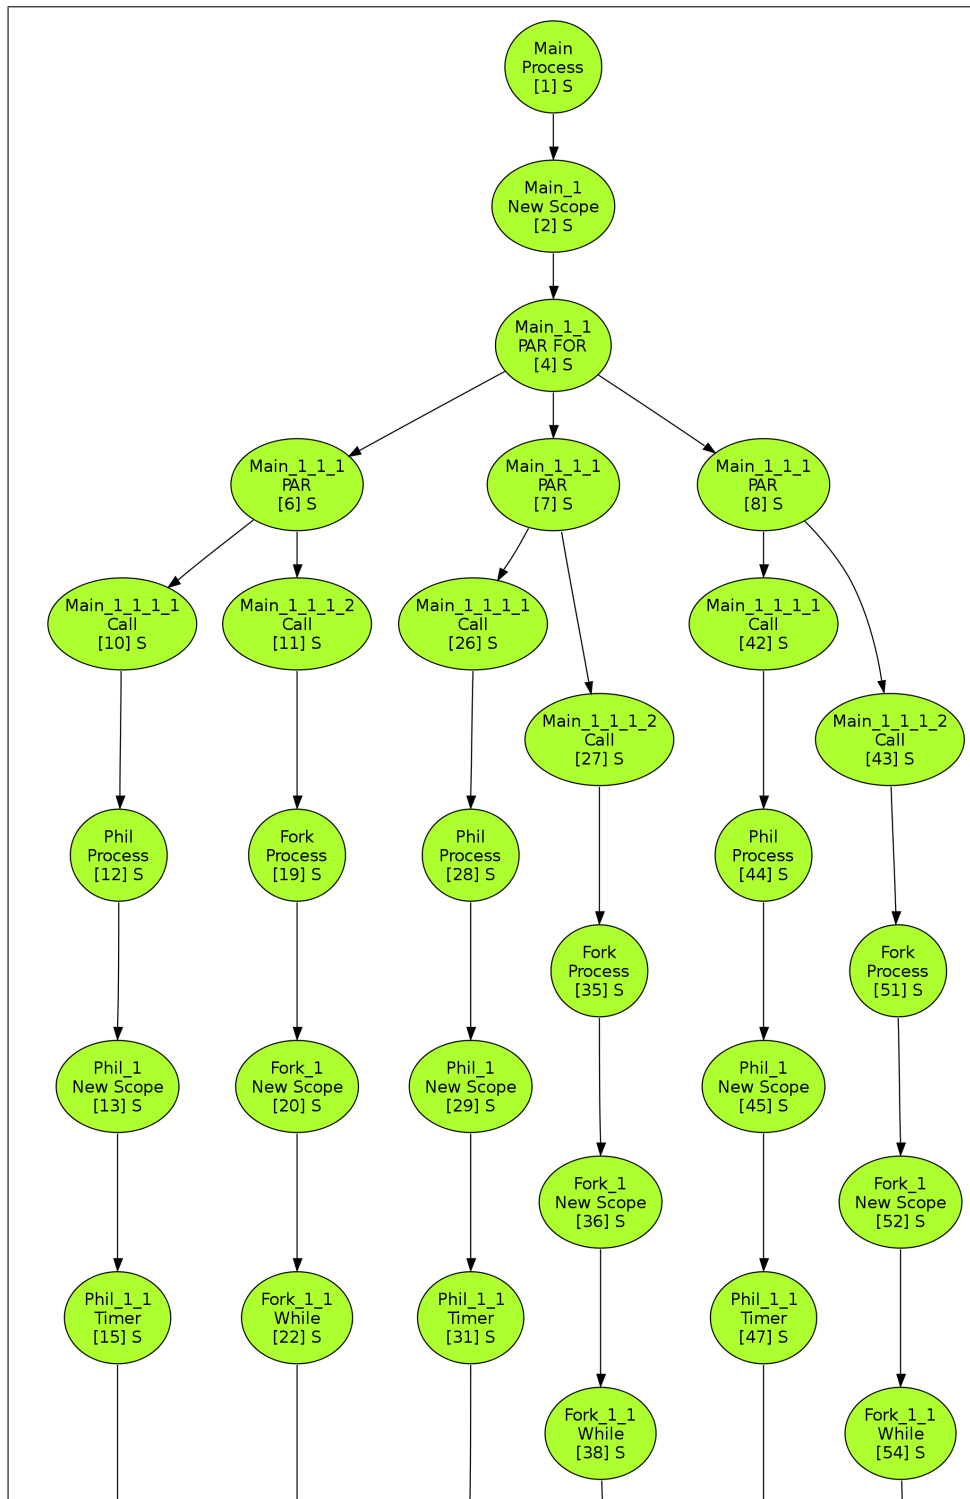 Main
Process
[1] S
Main_1
New Scope
[2] S
Main_1_1
PAR FOR
[4] S
Main_1_1_1
PAR
[6] S
Main_1_1_1
PAR
[7] S
Main_1_1_1
PAR
[8] S
Main_1_1_1_1
Call
[10] S
Main_1_1_1_2
Call
[11] S
Main_1_1_1_1
Call
[26] S
Main_1_1_1_1
Call
[42] S
Main_1_1_1_2
Call
[27] S
Main_1_1_1_2
Call
[43] S
Phil
Process
[12] S
Fork
Process
[19] S
Phil
Process
[28] S
Phil
Process
[44] S
Fork
Process
[35] S
Fork
Process
[51] S
Phil_1
New Scope
[13] S
Fork_1
New Scope
[20] S
Phil_1
New Scope
[29] S
Phil_1
New Scope
[45] S
Fork_1
New Scope
[36] S
Fork_1
New Scope
[52] S
Phil_1_1
Timer
[15] S
Fork_1_1
While
[22] S
Phil_1_1
Timer
[31] S
Phil_1_1
Timer
[47] S
Fork_1_1
While
[38] S
Fork_1_1
While
[54] S